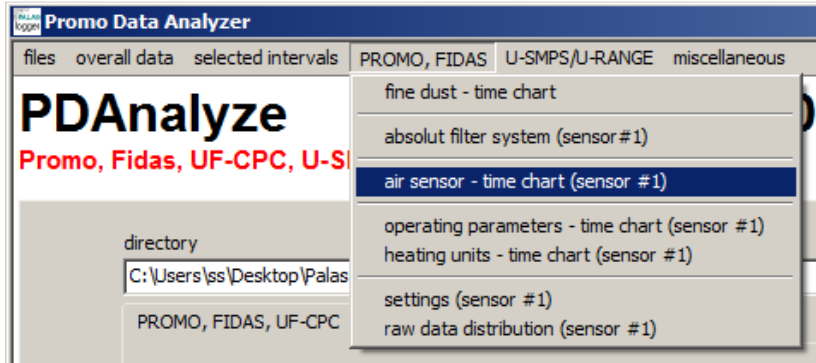 PALAS
logger
Promo Data Analyzer
files overall data selected intervals PROMO, FIDAS U-SMPS/U-RANGE miscellaneous
PDAnalyze
Promo, Fidas, UF-CPC, U-S
fine dust - time chart
absolut filter system (sensor#1)
air sensor - time chart (sensor #1)
operating parameters - time chart (sensor #1)
heating units - time chart (sensor #1)
settings (sensor #1)
raw data distribution (sensor #1)
directory
C:\Users\ss\Desktop\Palas
PROMO, FIDAS, UF-CPC